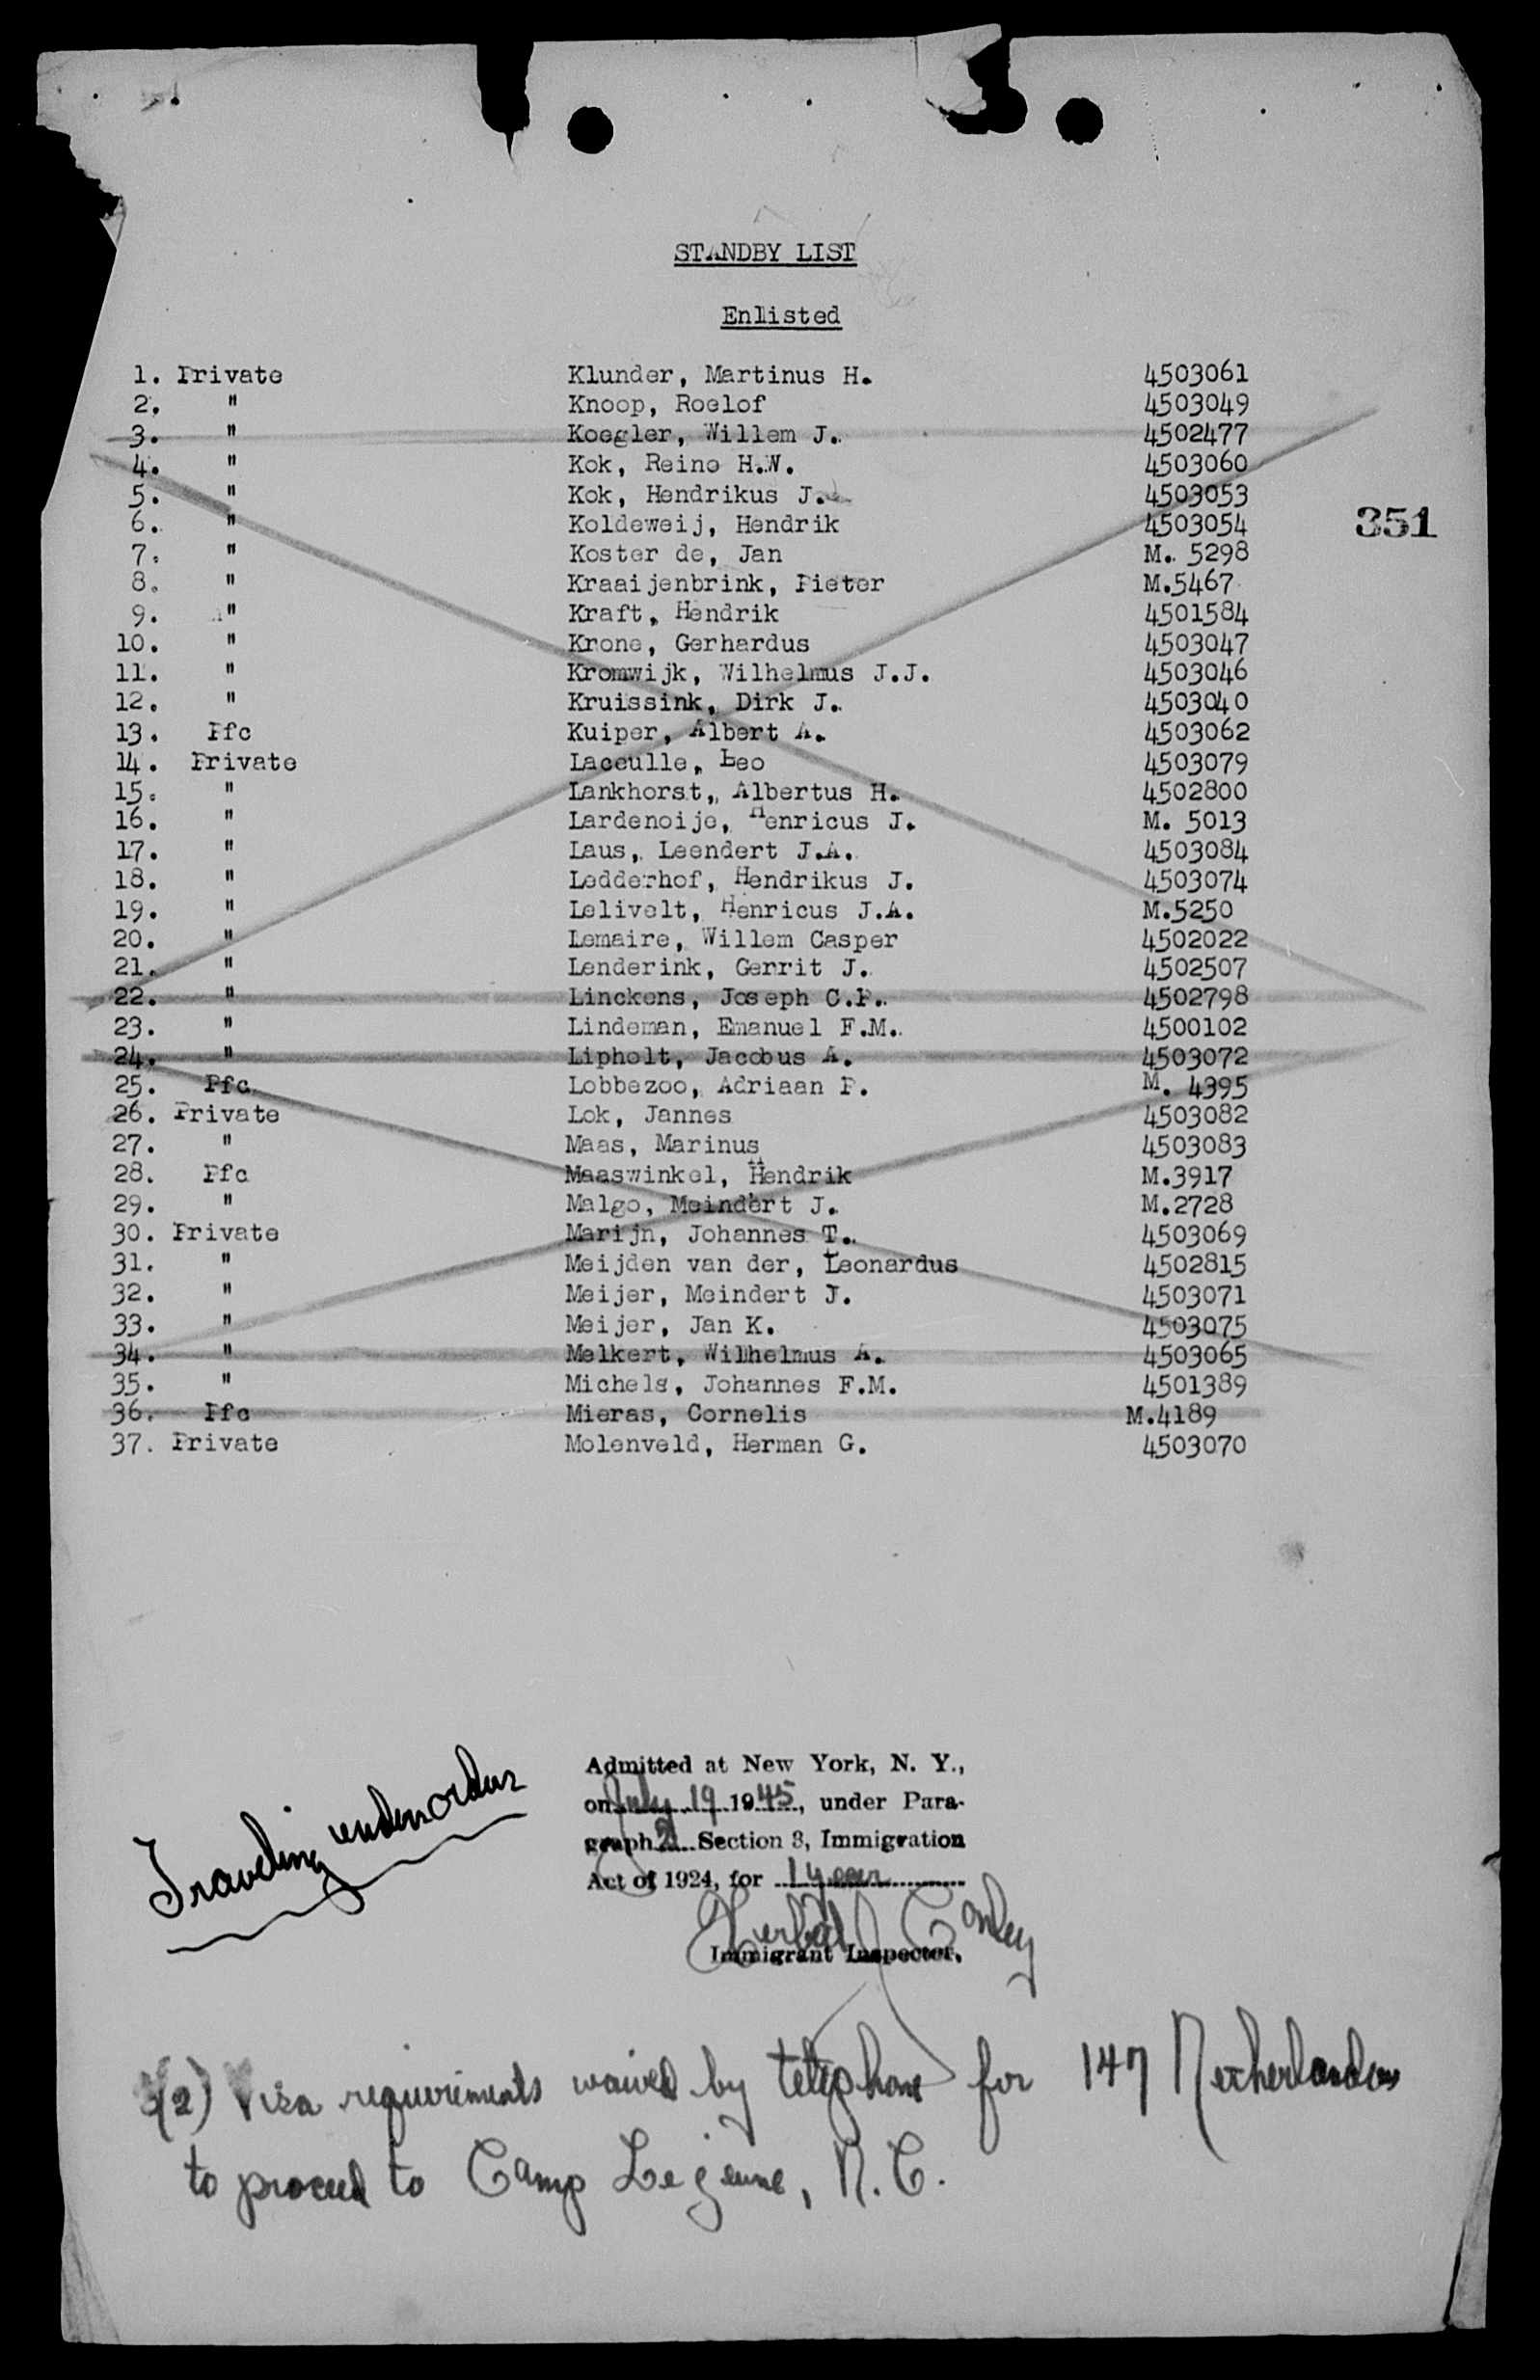 STANDBY LIST
Enlisted
1. Private Klunder, Martinus H. 4503061
2. " Knoop, Roelof 4503049
3. " Koegler, Willem J. 4502477
4. " Kok, Reino H.W. 4503060
5. " Kok, Hendrikus J. 4503053
6. " Koldeweij, Hendrik 4503054
351
7. " Koster de, Jan M. 5298
8. " Kraaijenbrink, Pieter M.5467
9. " Kraft, Hendrik 4501584
10. " Krone, Gerhardus 4503047
11. " Kromwijk, Wilhelmus J.J. 4503046
12. " Kruissink, Dirk J. 4503040
13. Pfc Kuiper, Albert A. 4503062
14. Private Laceulle, Leo 4503079
15. " Lankhorst, Albertus H. 4502800
16. " Lardenoije, Henricus J. M. 5013
17. " Laus, Leendert J.A. 4503084
18. " Ledderhof, Hendrikus J. 4503074
19. " Lelivelt, Henricus J.A. M.5250
20. " Lemaire, Willem Casper 4502022
21. " Lenderink, Gerrit J. 4502507
22. " Linckens, Joseph C.P. 4502798
23. " Lindeman, Emanuel F.M. 4500102
24. " Lipholt, Jacobus A. 4503072
25. Pfc Lobbezoo, Adriaan P. M. 4395
26. Private Lok, Jannes 4503082
27. " Maas, Marinus 4503083
28. Pfc Maaswinkel, Hendrik M.3917
29. " Malgo, Meindert J. M.2728
30. Private Marijn, Johannes T. 4503069
31. " Meijden van der, Leonardus 4502815
32. " Meijer, Meindert J. 4503071
33. " Meijer, Jan K. 4503075
34. " Melkert, Wilhelmus A. 4503065
35. " Michels, Johannes F.M. 4501389
36. Pfc Mieras, Cornelis M.4189
37. Private Molenveld, Herman G. 4503070
Traveling under orders
Admitted at New York, N. Y.,
on July 19 1945, under Para-
graph 2 Section 3, Immigration
Act of 1924, for 1 year
Immigrant Inspector.
(2) Visa requirements waived by telephone for 147 Netherlanders
to proceed to Camp Lejeune, N.C.